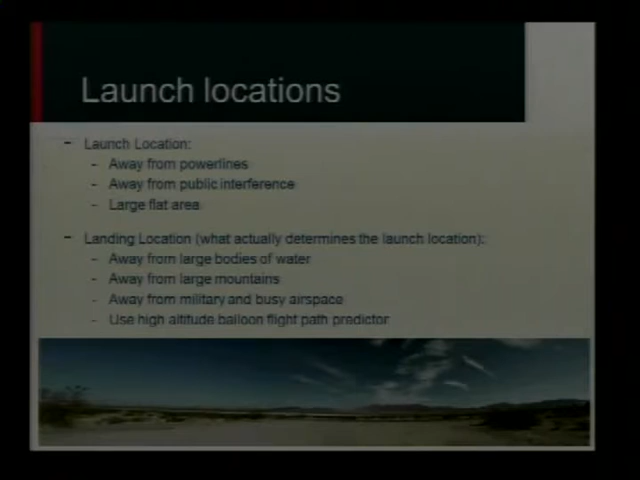 Launch locations
- Launch Location:
- Away from powerlines
- Away from public interference
- Large flat area
- Landing Location (what actually determines the launch location):
- Away from large bodies of water
- Away from large mountains
- Away from military and busy airspace
- Use high altitude balloon flight path predictor